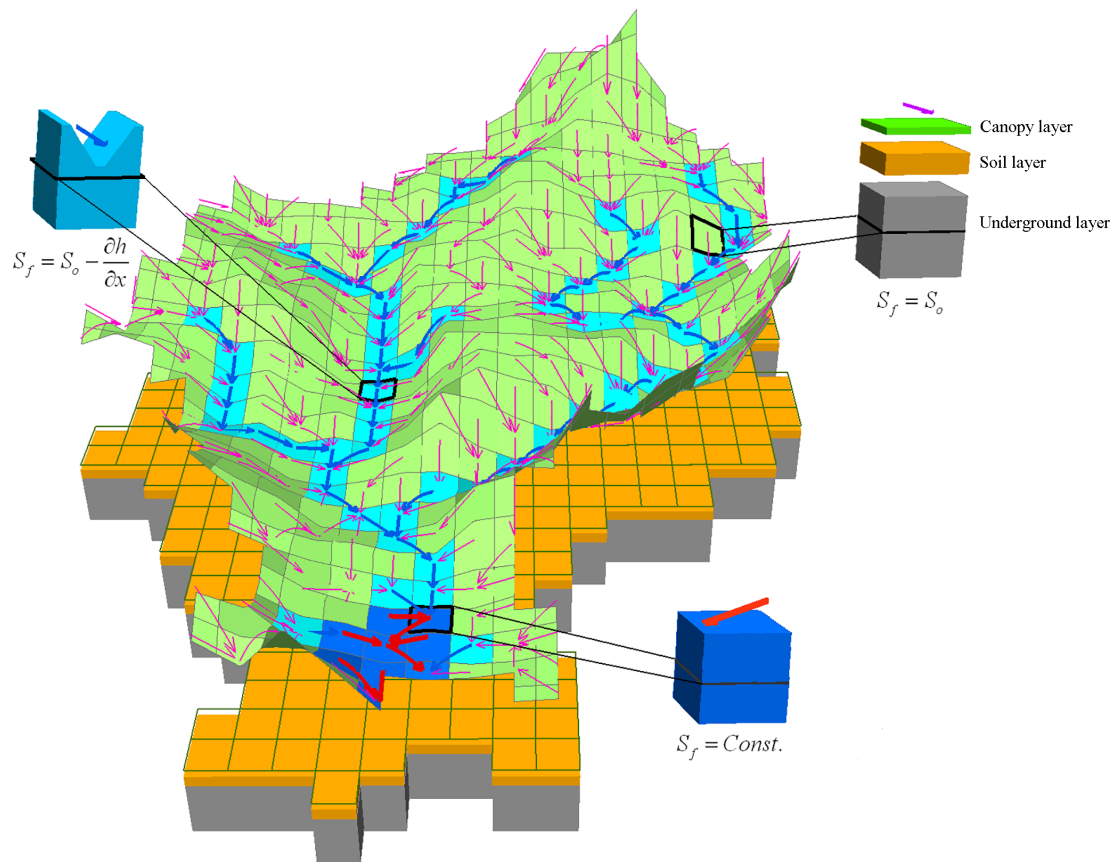 Canopy layer
Soil layer
Underground layer
S_f = S_o - ∂h/∂x
S_f = S_o
S_f = Const.